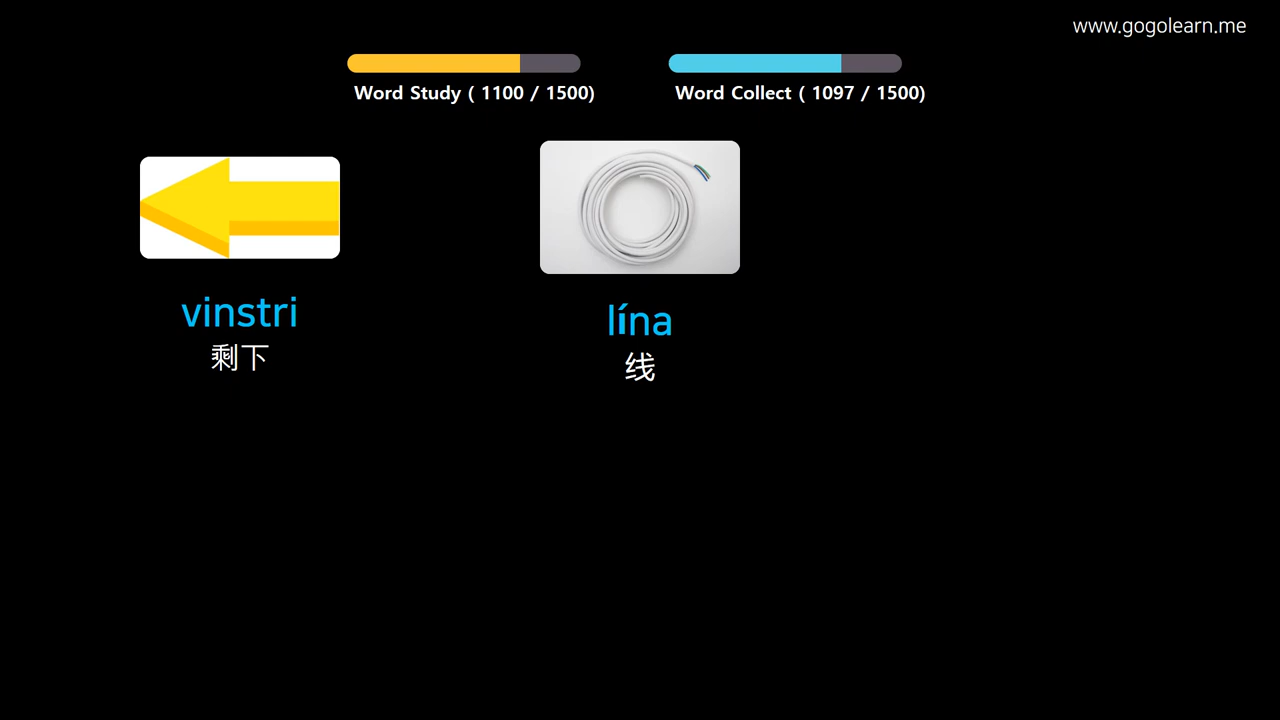 www.gogolearn.me
Word Study ( 1100 / 1500)
Word Collect ( 1097 / 1500)
vinstri
剩下
lína
线